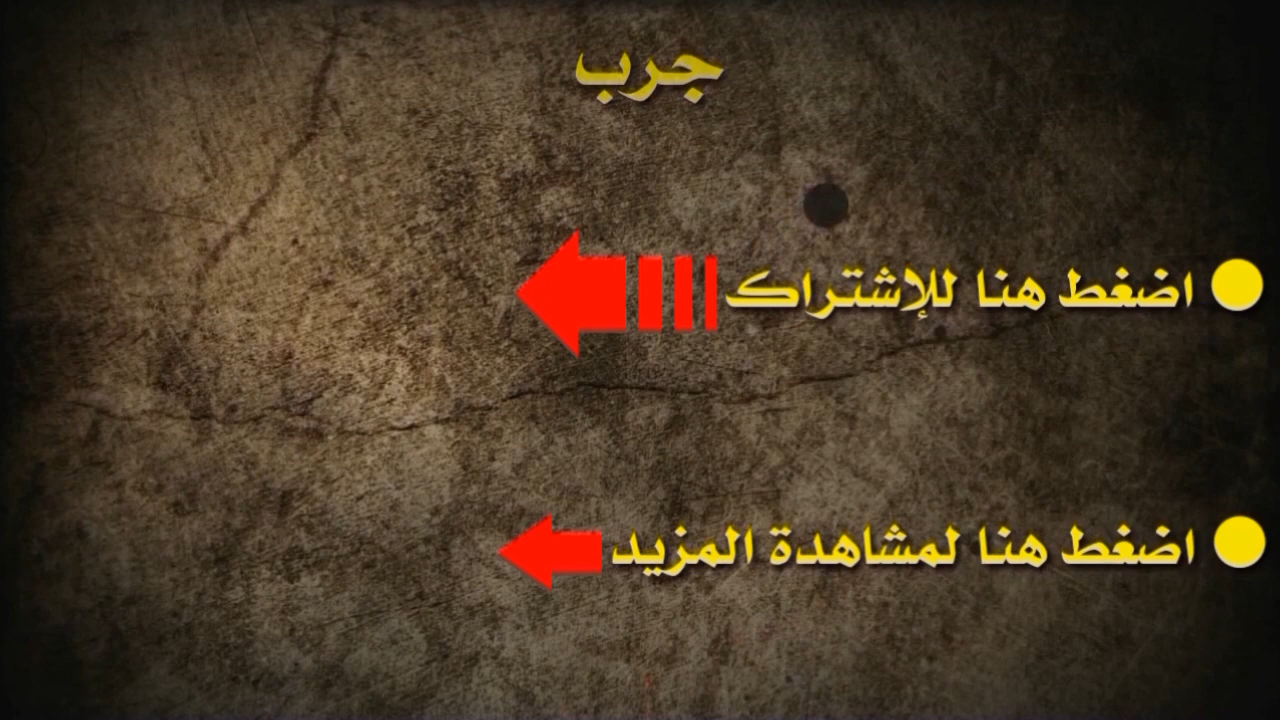 جرب
اضغط هنا للإشتراك
اضغط هنا لمشاهدة المزيد